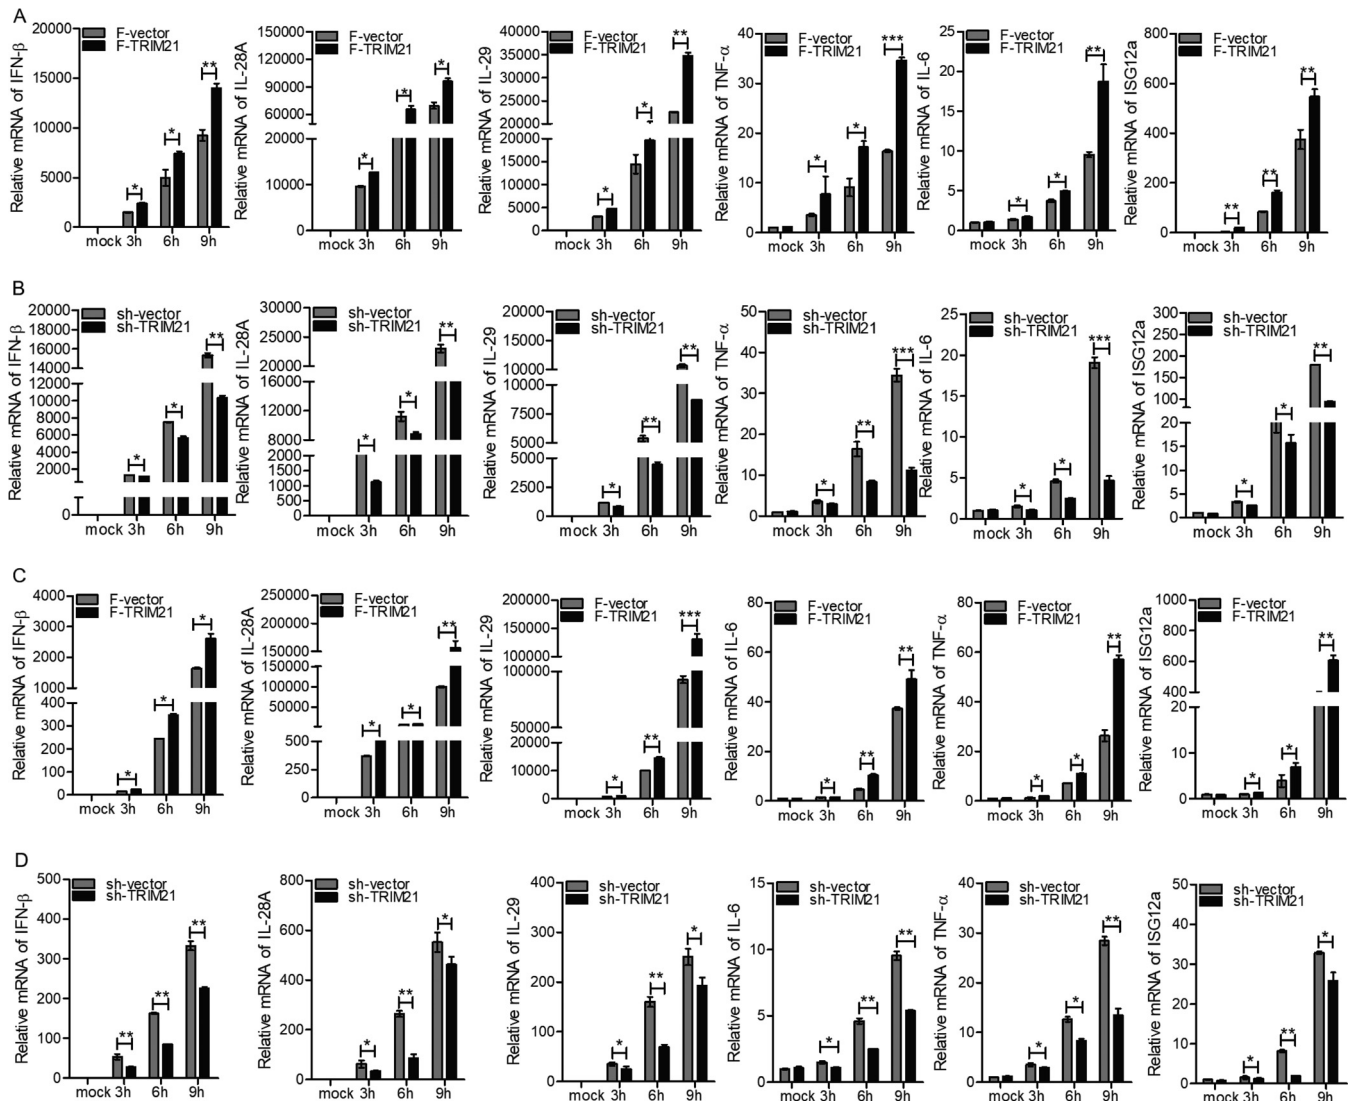 A
Relative mRNA of IFN-β
20000
15000
10000
5000
0
F-vector
F-TRIM21
* * **
mock 3h 6h 9h
Relative mRNA of IL-28A
150000
120000
90000
60000
20000
10000
0
F-vector
F-TRIM21
* * *
mock 3h 6h 9h
Relative mRNA of IL-29
40000
35000
30000
25000
20000
20000
15000
10000
5000
0
F-vector
F-TRIM21
* * **
mock 3h 6h 9h
Relative mRNA of TNF-α
40
30
20
10
0
F-vector
F-TRIM21
* * ***
mock 3h 6h 9h
Relative mRNA of IL-6
25
20
15
10
5
0
F-vector
F-TRIM21
* * **
mock 3h 6h 9h
Relative mRNA of ISG12a
800
600
400
200
0
F-vector
F-TRIM21
** ** **
mock 3h 6h 9h
B
Relative mRNA of IFN-β
20000
18000
16000
14000
12000
10000
8000
6000
4000
2000
0
sh-vector
sh-TRIM21
* * **
mock 3h 6h 9h
Relative mRNA of IL-28A
30000
25000
20000
16000
12000
8000
2000
1500
1000
500
0
sh-vector
sh-TRIM21
* * **
mock 3h 6h 9h
Relative mRNA of IL-29
20000
15000
10000
10000
7500
5000
5000
2500
0
sh-vector
sh-TRIM21
* ** **
mock 3h 6h 9h
Relative mRNA of TNF-α
50
40
30
20
10
0
sh-vector
sh-TRIM21
* ** ***
mock 3h 6h 9h
Relative mRNA of IL-6
25
20
15
10
5
0
sh-vector
sh-TRIM21
* * ***
mock 3h 6h 9h
Relative mRNA of ISG12a
300
250
200
150
100
20
15
10
5
0
sh-vector
sh-TRIM21
* * **
mock 3h 6h 9h
C
Relative mRNA of IFN-β
4000
3000
2000
1000
400
300
200
100
0
F-vector
F-TRIM21
* * *
mock 3h 6h 9h
Relative mRNA of IL-28A
250000
200000
150000
150000
100000
50000
500
250
0
F-vector
F-TRIM21
* * **
mock 3h 6h 9h
Relative mRNA of IL-29
200000
150000
100000
100000
50000
20000
10000
0
F-vector
F-TRIM21
* ** ***
mock 3h 6h 9h
Relative mRNA of IL-6
80
60
40
20
0
F-vector
F-TRIM21
* ** **
mock 3h 6h 9h
Relative mRNA of TNF-α
80
60
40
20
0
F-vector
F-TRIM21
* * **
mock 3h 6h 9h
Relative mRNA of ISG12a
1000
800
600
400
20
10
0
F-vector
F-TRIM21
* * **
mock 3h 6h 9h
D
Relative mRNA of IFN-β
500
400
300
200
100
0
sh-vector
sh-TRIM21
** ** **
mock 3h 6h 9h
Relative mRNA of IL-28A
800
600
400
200
0
sh-vector
sh-TRIM21
* ** *
mock 3h 6h 9h
Relative mRNA of IL-29
400
300
200
100
0
sh-vector
sh-TRIM21
* ** *
mock 3h 6h 9h
Relative mRNA of IL-6
15
10
5
0
sh-vector
sh-TRIM21
* ** **
mock 3h 6h 9h
Relative mRNA of TNF-α
40
30
20
10
0
sh-vector
sh-TRIM21
* * **
mock 3h 6h 9h
Relative mRNA of ISG12a
50
40
30
20
10
0
sh-vector
sh-TRIM21
* ** *
mock 3h 6h 9h